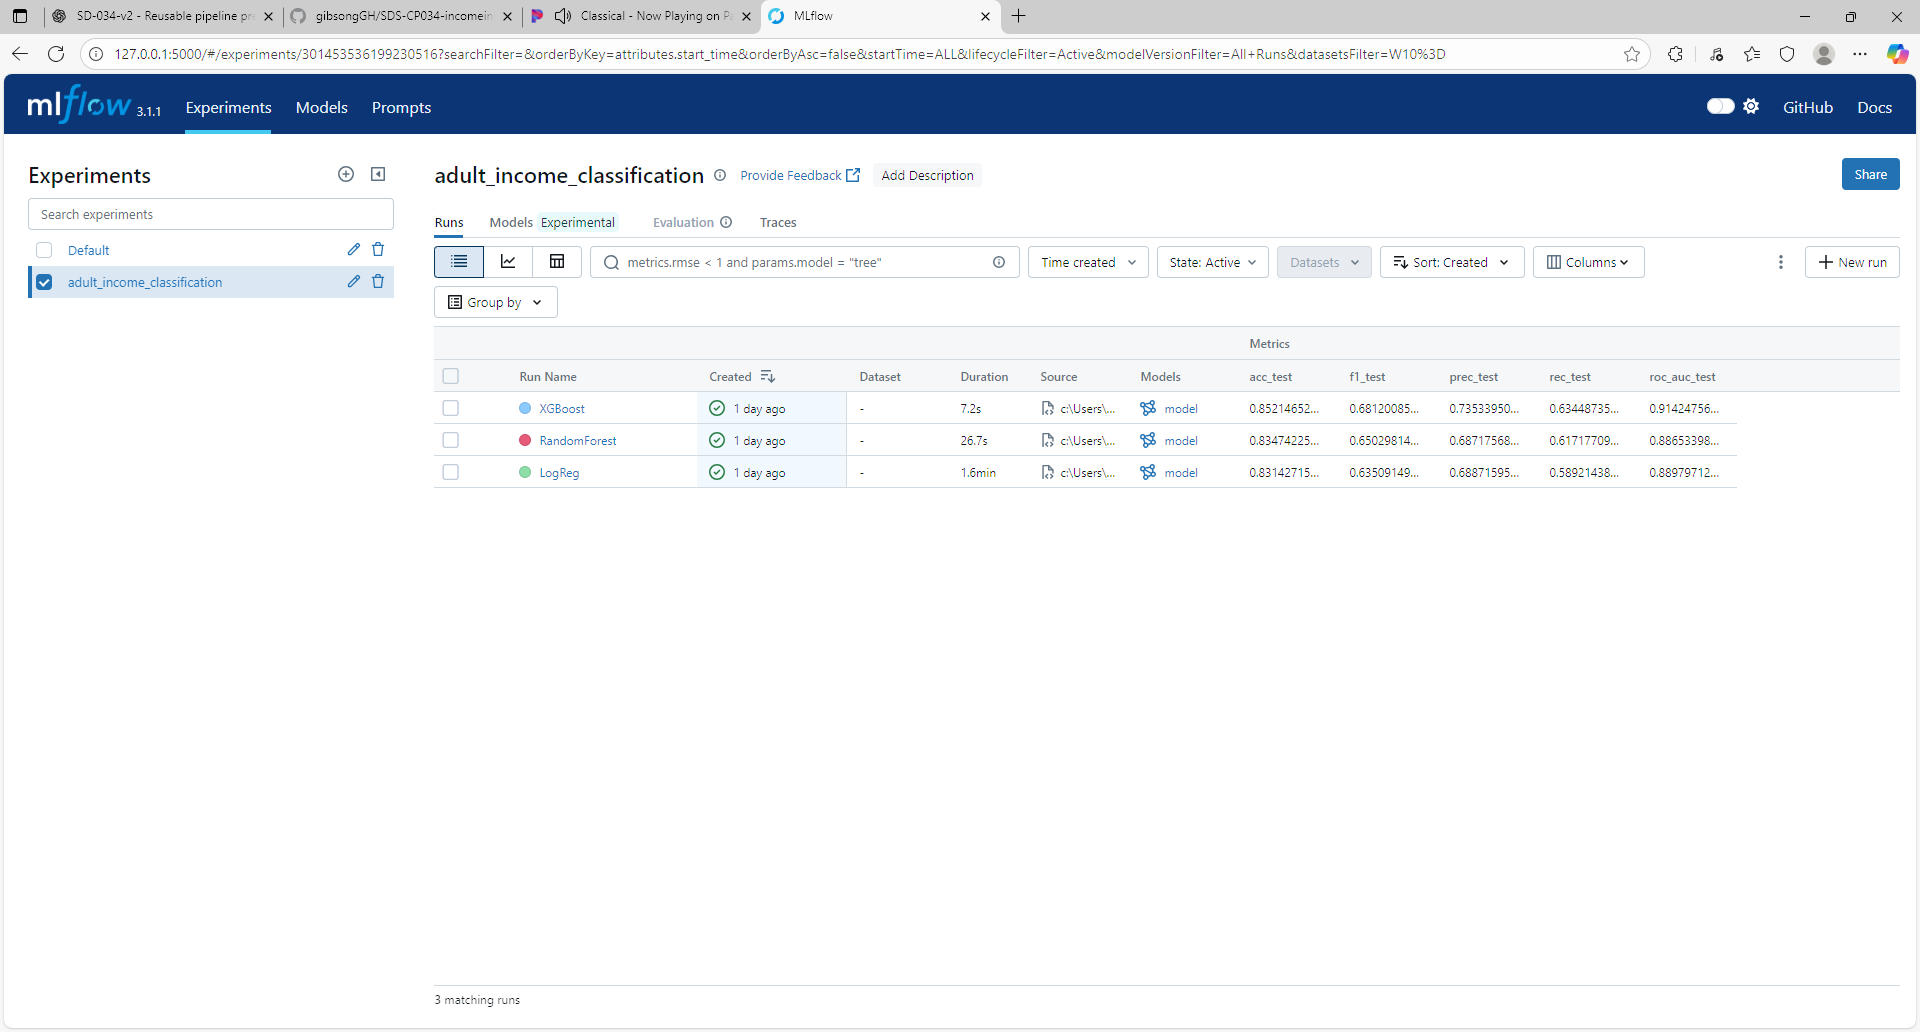 SD-034-v2 - Reusable pipeline pr
gibsongGH/SDS-CP034-incomein
Classical - Now Playing on Pa
MLflow
127.0.0.1:5000/#/experiments/301453536199230516?searchFilter=&orderByKey=attributes.start_time&orderByAsc=false&startTime=ALL&lifecycleFilter=Active&modelVersionFilter=All+Runs&datasetsFilter=W10%3D
mlflow 3.1.1
Experiments
Models
Prompts
GitHub
Docs
Experiments
Search experiments
Default
adult_income_classification
adult_income_classification
Provide Feedback
Add Description
Share
Runs
Models Experimental
Evaluation
Traces
metrics.rmse < 1 and params.model = "tree"
Time created
State: Active
Datasets
Sort: Created
Columns
New run
Group by
Metrics
Run Name Created Dataset Duration Source Models acc_test f1_test prec_test rec_test roc_auc_test
XGBoost 1 day ago - 7.2s c:\Users\... model 0.85214652... 0.68120085... 0.73533950... 0.63448735... 0.91424756...
RandomForest 1 day ago - 26.7s c:\Users\... model 0.83474225... 0.65029814... 0.68717568... 0.61717709... 0.88653398...
LogReg 1 day ago - 1.6min c:\Users\... model 0.83142715... 0.63509149... 0.68871595... 0.58921438... 0.88979712...
3 matching runs